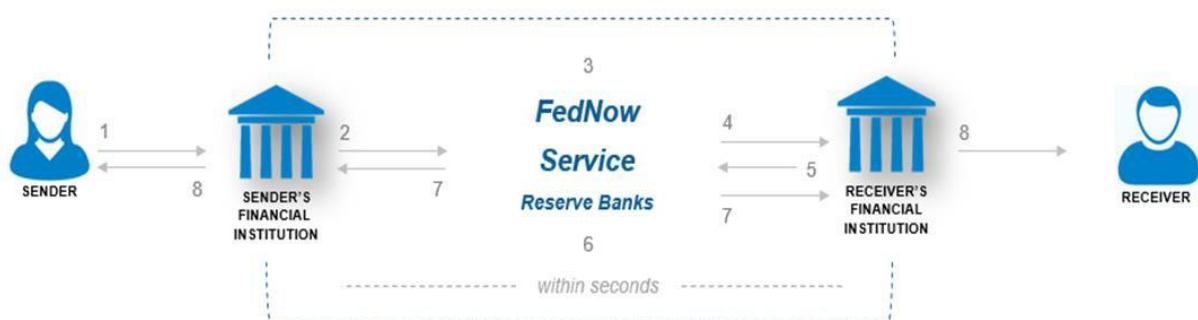 3
FedNow
Service
Reserve Banks
6
within seconds
1
8
SENDER
2
7
SENDER'S
FINANCIAL
INSTITUTION
4
5
7
RECEIVER'S
FINANCIAL
INSTITUTION
8
RECEIVER